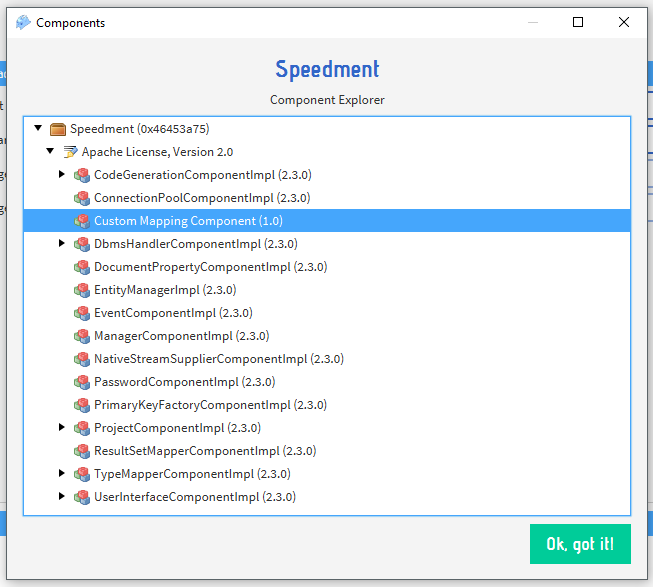 Components
Speedment
Component Explorer
Speedment (0x46453a75)
Apache License, Version 2.0
CodeGenerationComponentImpl (2.3.0)
ConnectionPoolComponentImpl (2.3.0)
Custom Mapping Component (1.0)
DbmsHandlerComponentImpl (2.3.0)
DocumentPropertyComponentImpl (2.3.0)
EntityManagerImpl (2.3.0)
EventComponentImpl (2.3.0)
ManagerComponentImpl (2.3.0)
NativeStreamSupplierComponentImpl (2.3.0)
PasswordComponentImpl (2.3.0)
PrimaryKeyFactoryComponentImpl (2.3.0)
ProjectComponentImpl (2.3.0)
ResultSetMapperComponentImpl (2.3.0)
TypeMapperComponentImpl (2.3.0)
UserInterfaceComponentImpl (2.3.0)
Ok, got it!